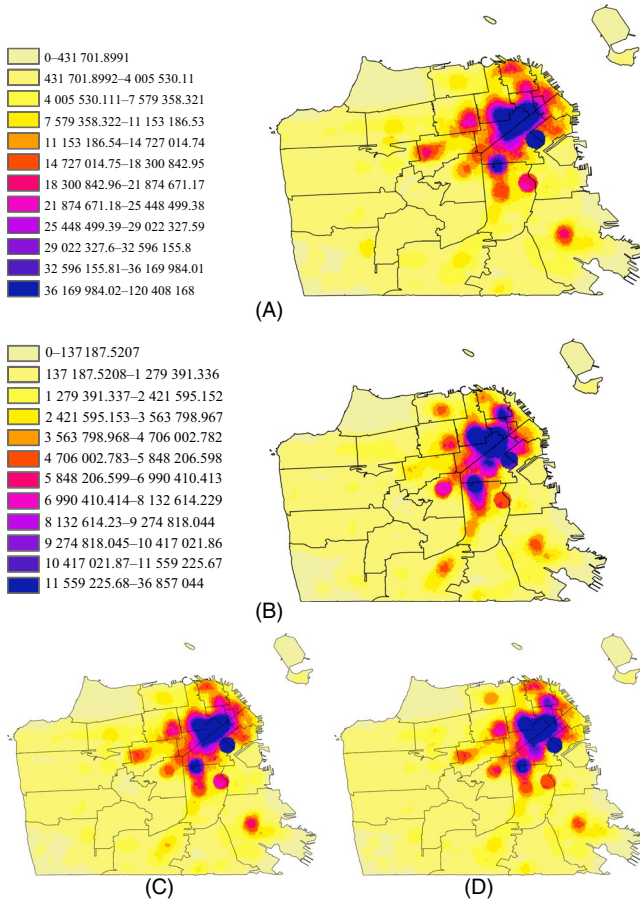 0–431 701.8991
431 701.8992–4 005 530.11
4 005 530.111–7 579 358.321
7 579 358.322–11 153 186.53
11 153 186.54–14 727 014.74
14 727 014.75–18 300 842.95
18 300 842.96–21 874 671.17
21 874 671.18–25 448 499.38
25 448 499.39–29 022 327.59
29 022 327.6–32 596 155.8
32 596 155.81–36 169 984.01
36 169 984.02–120 408 168
(A)
0–137 187.5207
137 187.5208–1 279 391.336
1 279 391.337–2 421 595.152
2 421 595.153–3 563 798.967
3 563 798.968–4 706 002.782
4 706 002.783–5 848 206.598
5 848 206.599–6 990 410.413
6 990 410.414–8 132 614.229
8 132 614.23–9 274 818.044
9 274 818.045–10 417 021.86
10 417 021.87–11 559 225.67
11 559 225.68–36 857 044
(B)
(C)
(D)